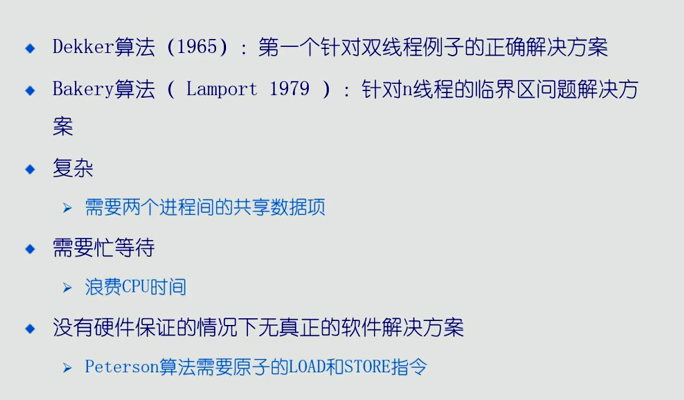 Dekker算法（1965）：第一个针对双线程例子的正确解决方案
Bakery算法（ Lamport 1979 ）：针对n线程的临界区问题解决方
案
复杂
需要两个进程间的共享数据项
需要忙等待
浪费CPU时间
没有硬件保证的情况下无真正的软件解决方案
Peterson算法需要原子的LOAD和STORE指令